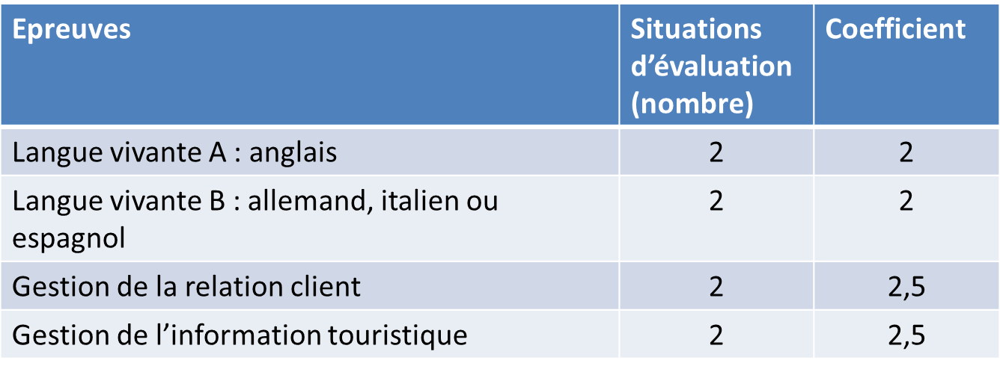 Epreuves Situations d’évaluation (nombre) Coefficient
Langue vivante A : anglais 2 2
Langue vivante B : allemand, italien ou espagnol 2 2
Gestion de la relation client 2 2,5
Gestion de l’information touristique 2 2,5